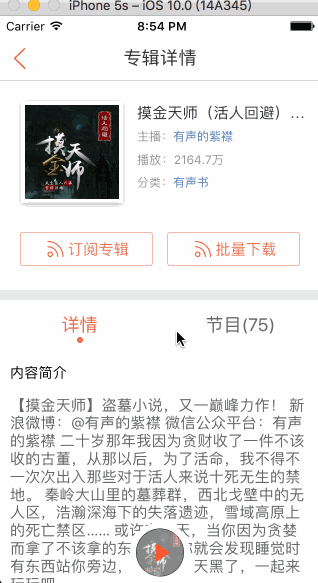 iPhone 5s – iOS 10.0 (14A345)
Carrier 8:54 PM
专辑详情
活人回避
摸金天师
摸金天师（活人回避）...
主播：有声的紫襟
播放：2164.7万
分类：有声书
订阅专辑 批量下载
详情 节目(75)
内容简介
【摸金天师】盗墓小说，又一巅峰力作！ 新
浪微博：@有声的紫襟 微信公众平台：有声
的紫襟 二十岁那年我因为贪财收了一件不该
收的古董，从那以后，为了活命，我不得不
一次次出入那些对于活人来说十死无生的禁
地。 秦岭大山里的墓葬群，西北戈壁中的无
人区，浩瀚深海下的失落遗迹，雪域高原上
的死亡禁区…… 或许 天，当你因为贪婪
而拿了不该拿的东 你就会发现睡觉时
有东西站你旁边， 天黑了，一起来
玩玩吧